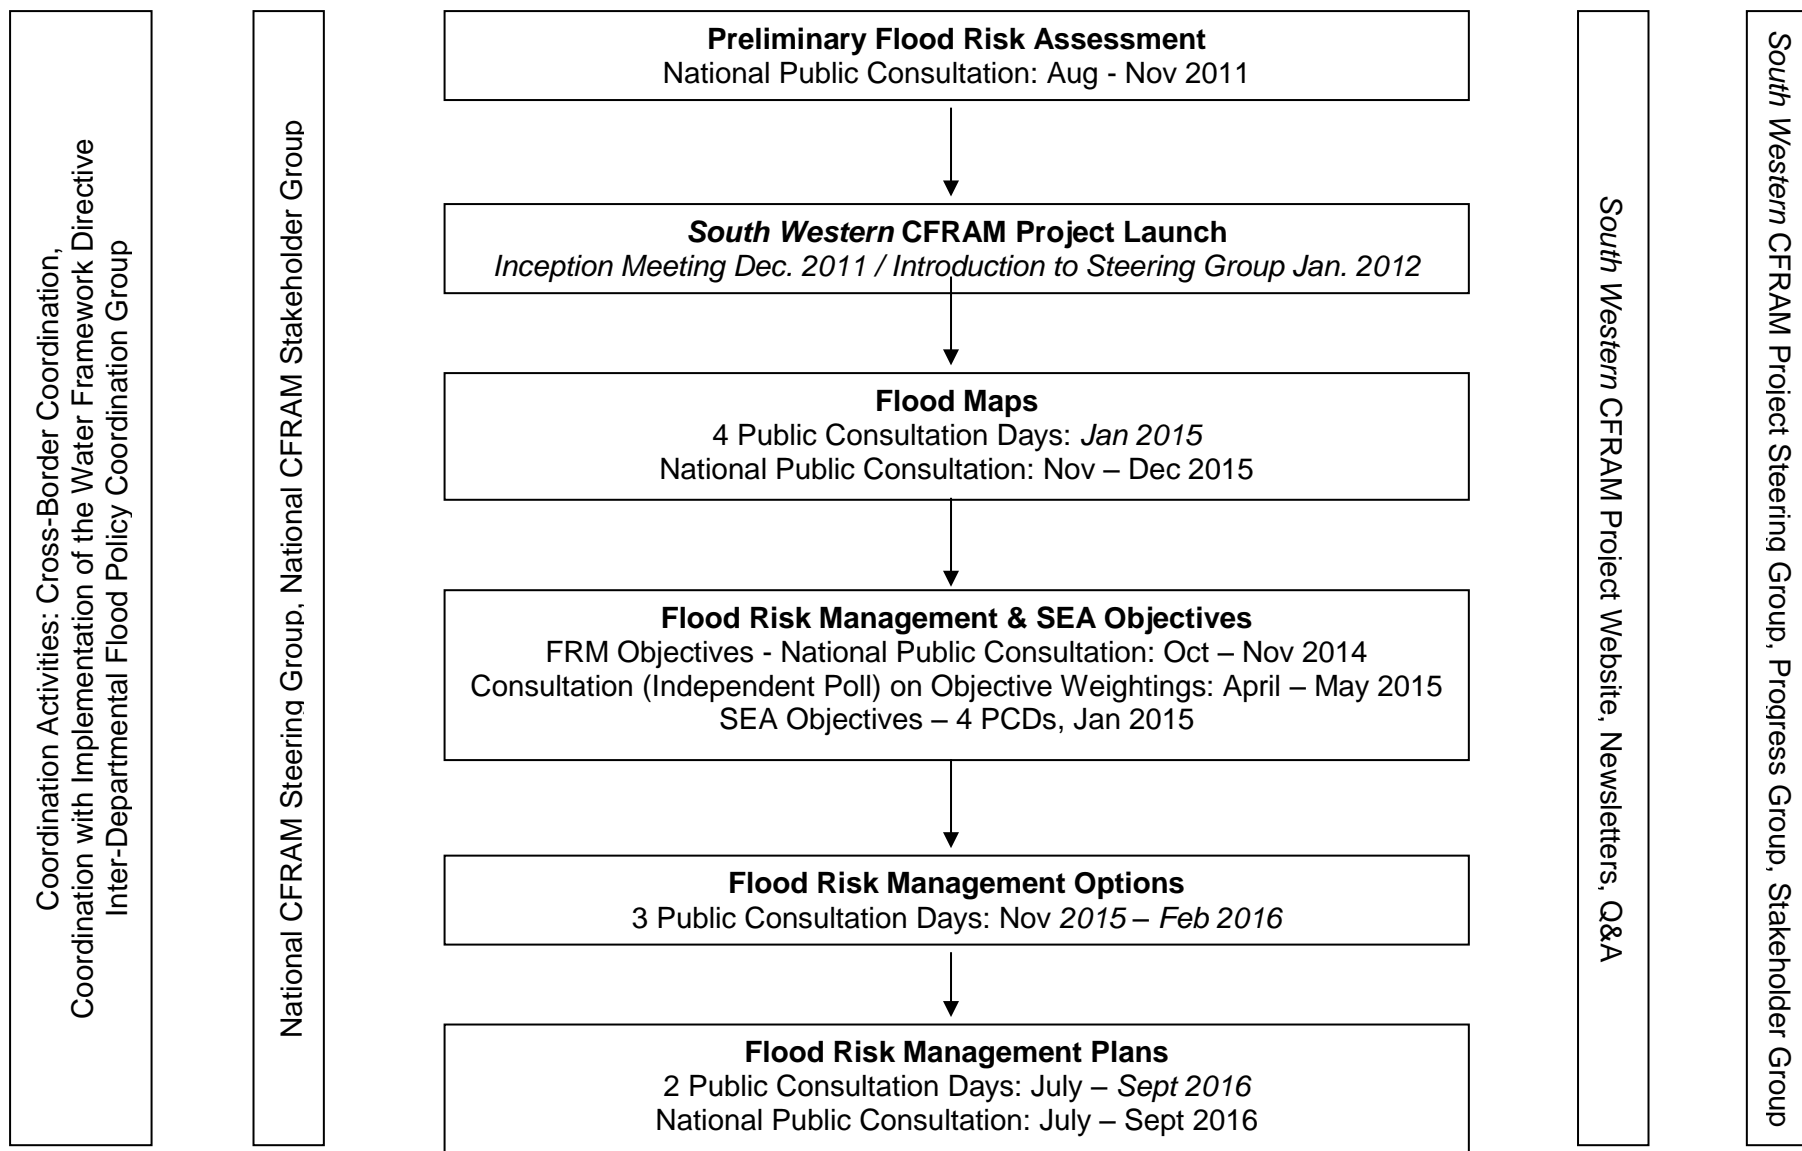 Coordination Activities: Cross-Border Coordination,
Coordination with Implementation of the Water Framework Directive
Inter-Departmental Flood Policy Coordination Group
National CFRAM Steering Group, National CFRAM Stakeholder Group
Preliminary Flood Risk Assessment
National Public Consultation: Aug - Nov 2011
South Western CFRAM Project Launch
Inception Meeting Dec. 2011 / Introduction to Steering Group Jan. 2012
Flood Maps
4 Public Consultation Days: Jan 2015
National Public Consultation: Nov – Dec 2015
Flood Risk Management & SEA Objectives
FRM Objectives - National Public Consultation: Oct – Nov 2014
Consultation (Independent Poll) on Objective Weightings: April – May 2015
SEA Objectives – 4 PCDs, Jan 2015
Flood Risk Management Options
3 Public Consultation Days: Nov 2015 – Feb 2016
Flood Risk Management Plans
2 Public Consultation Days: July – Sept 2016
National Public Consultation: July – Sept 2016
South Western CFRAM Project Website, Newsletters, Q&A
South Western CFRAM Project Steering Group, Progress Group, Stakeholder Group